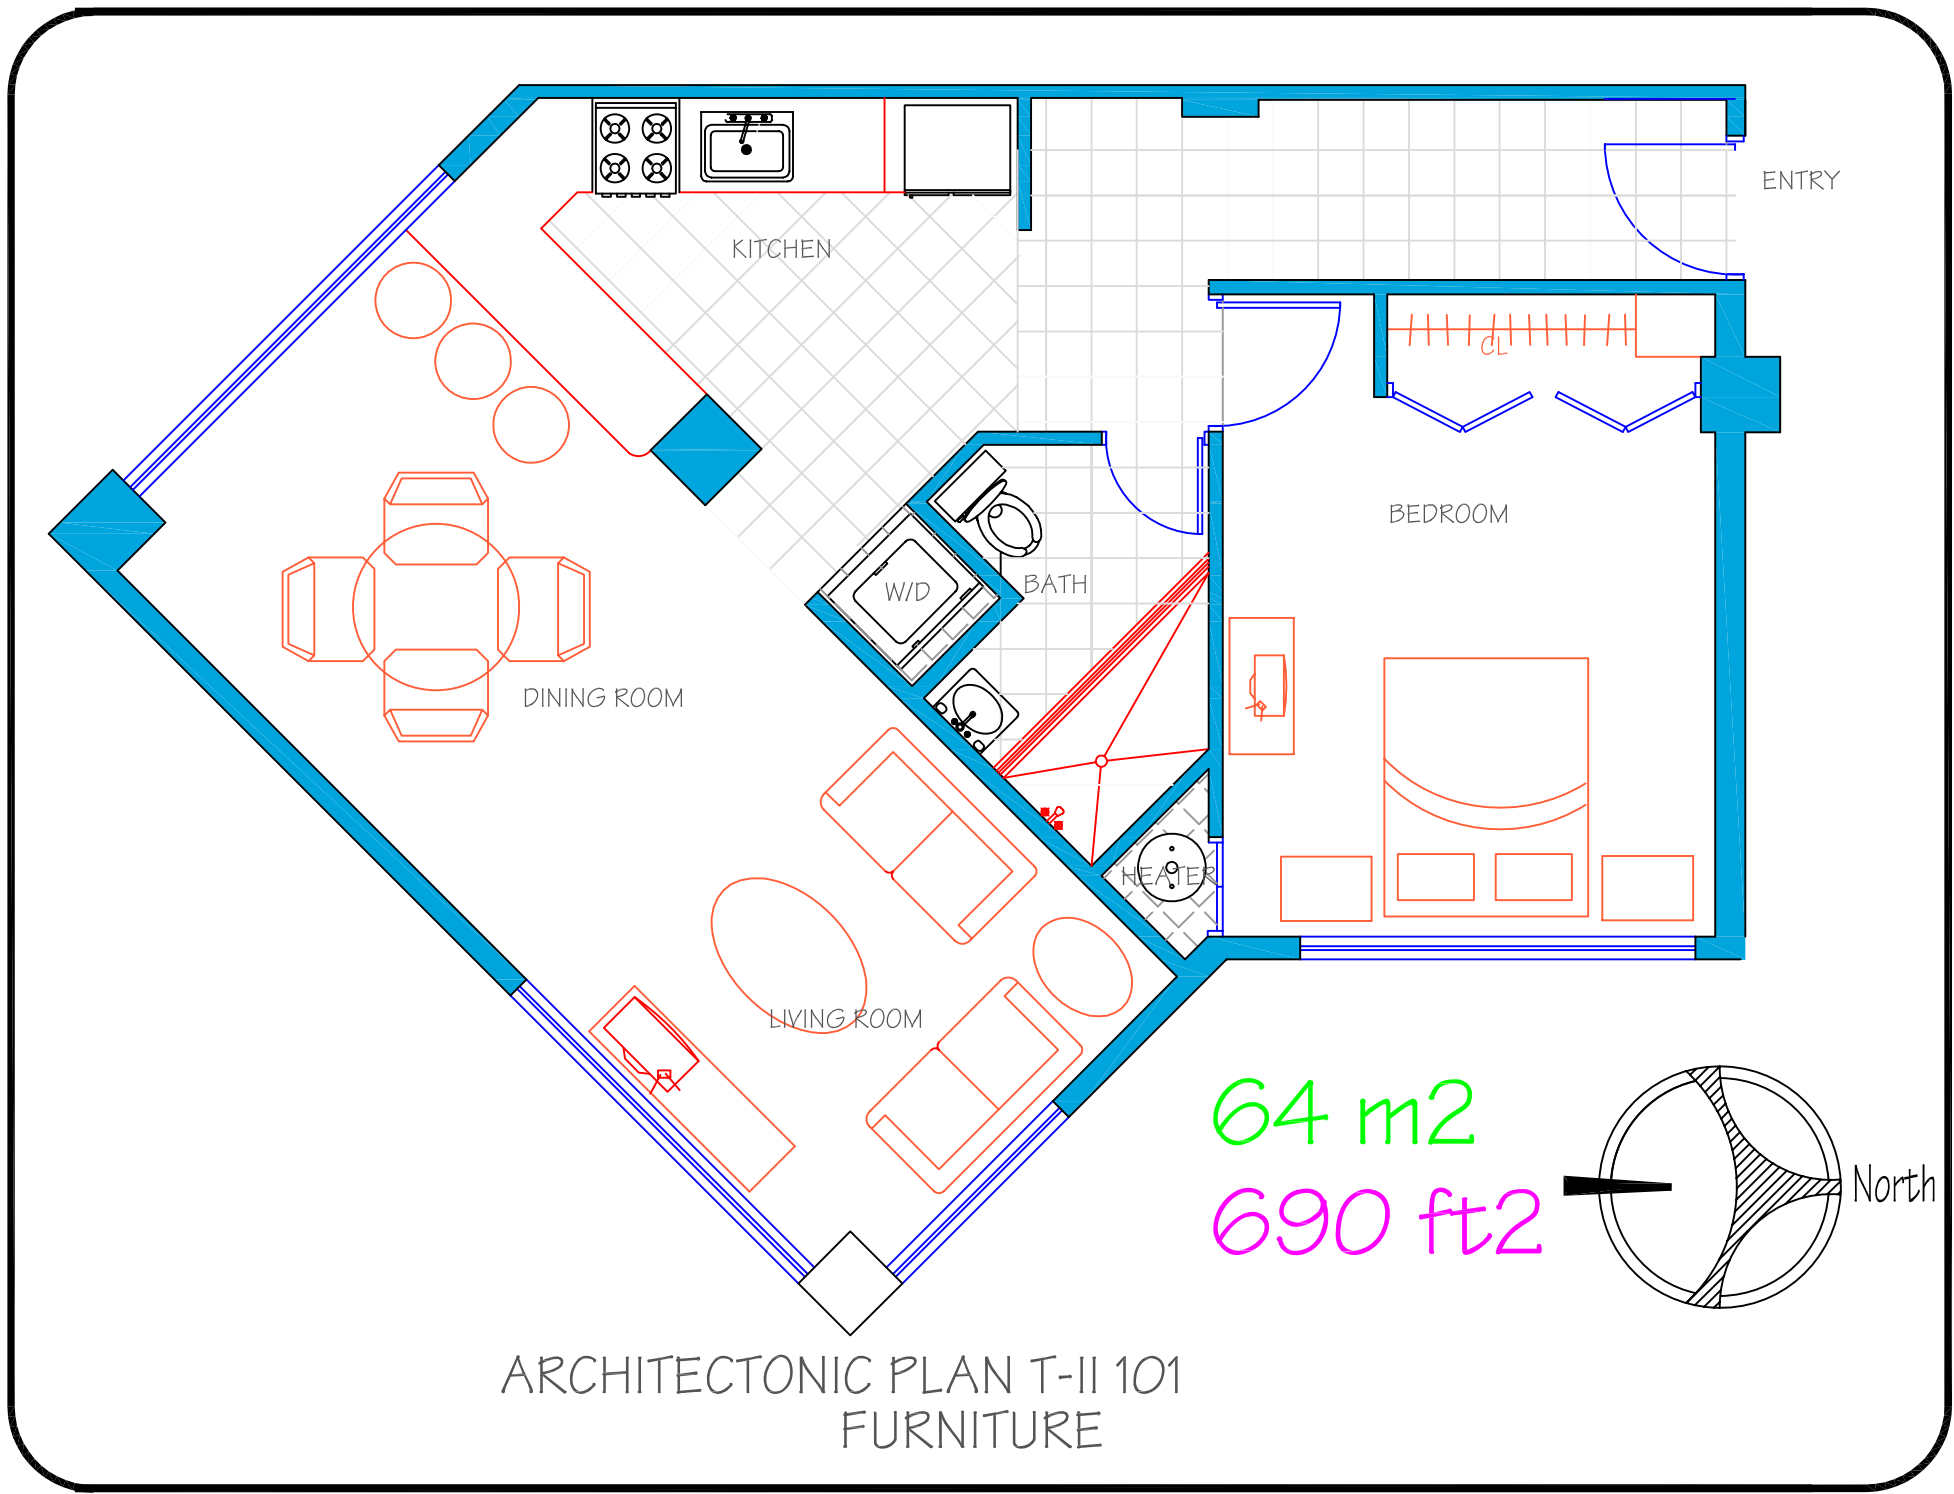 ENTRY
KITCHEN
CL
BEDROOM
W/D
BATH
DINING ROOM
HEATER
LIVING ROOM
64 m2
690 ft2
North
ARCHITECTONIC PLAN T-II 101
FURNITURE